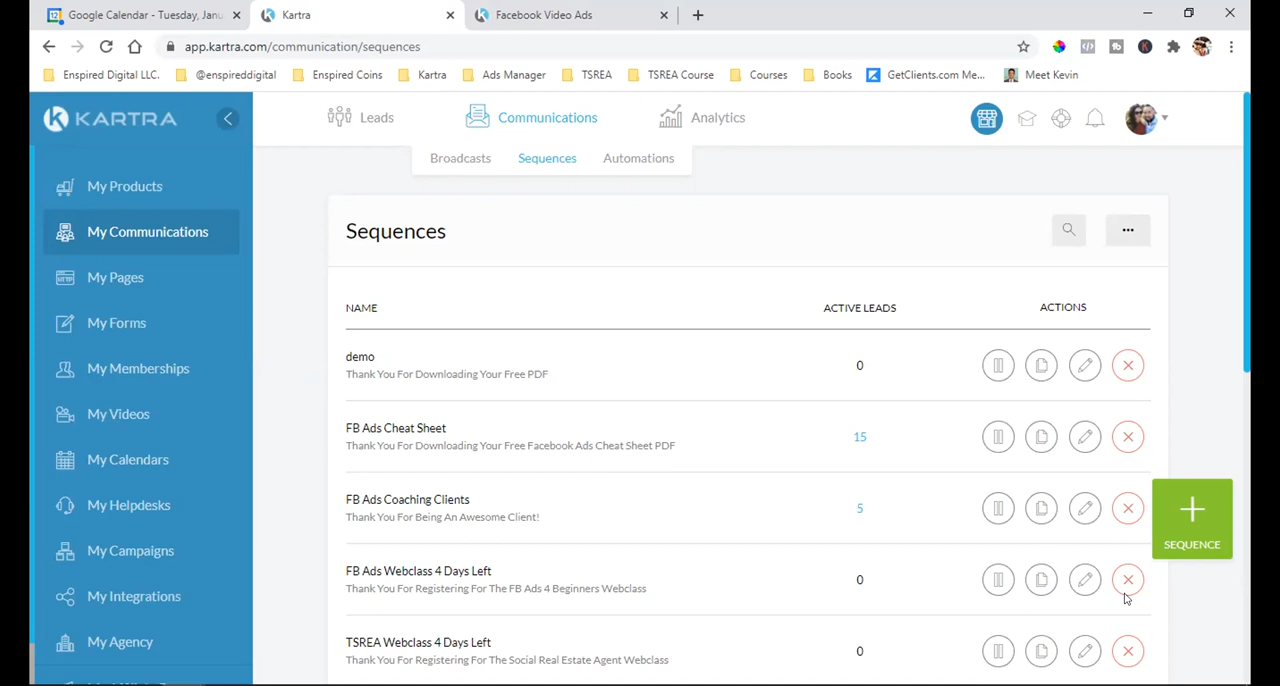 Google Calendar - Tuesday, Janu
Kartra
Facebook Video Ads
app.kartra.com/communication/sequences
Enspired Digital LLC.
@enspireddigital
Enspired Coins
Kartra
Ads Manager
TSREA
TSREA Course
Courses
Books
GetClients.com Me...
Meet Kevin
KARTRA
Leads
Communications
Analytics
Broadcasts
Sequences
Automations
My Products
My Communications
My Pages
My Forms
My Memberships
My Videos
My Calendars
My Helpdesks
My Campaigns
My Integrations
My Agency
Sequences
NAME
ACTIVE LEADS
ACTIONS
demo
Thank You For Downloading Your Free PDF
0
FB Ads Cheat Sheet
Thank You For Downloading Your Free Facebook Ads Cheat Sheet PDF
15
FB Ads Coaching Clients
Thank You For Being An Awesome Client!
5
FB Ads Webclass 4 Days Left
Thank You For Registering For The FB Ads 4 Beginners Webclass
0
TSREA Webclass 4 Days Left
Thank You For Registering For The Social Real Estate Agent Webclass
0
SEQUENCE